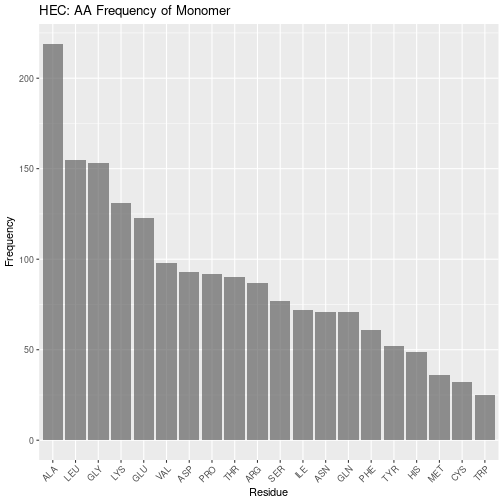 HEC: AA Frequency of Monomer
Frequency
200
150
100
50
0
ALA LEU GLY LYS GLU VAL ASP PRO THR ARG SER ILE ASN GLN PHE TYR HIS MET CYS TRP
Residue